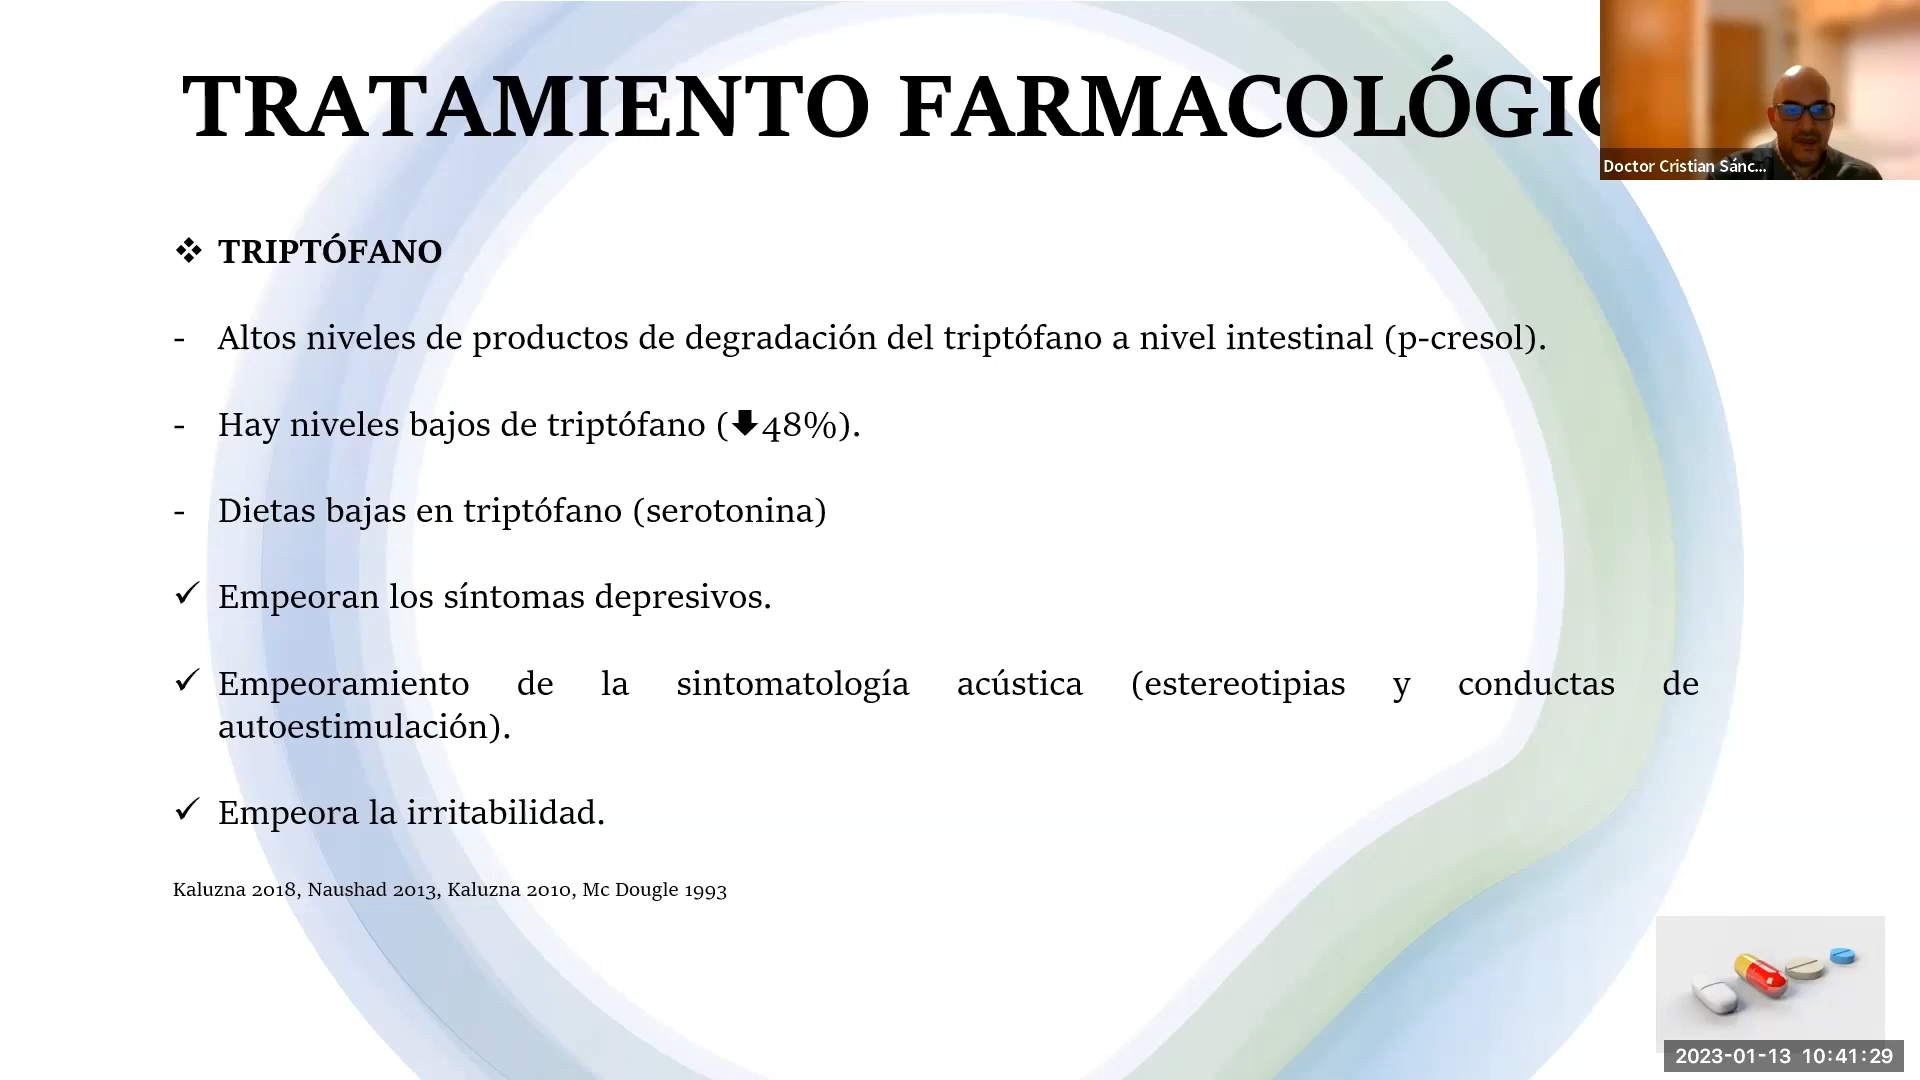 TRATAMIENTO FARMACOLÓGIC
Doctor Cristian Sánc...
❖ TRIPTÓFANO
- Altos niveles de productos de degradación del triptófano a nivel intestinal (p-cresol).
- Hay niveles bajos de triptófano (🡇48%).
- Dietas bajas en triptófano (serotonina)
✓ Empeoran los síntomas depresivos.
✓ Empeoramiento de la sintomatología acústica (estereotipias y conductas de
autoestimulación).
✓ Empeora la irritabilidad.
Kaluzna 2018, Naushad 2013, Kaluzna 2010, Mc Dougle 1993
2023-01-13 10:41:29